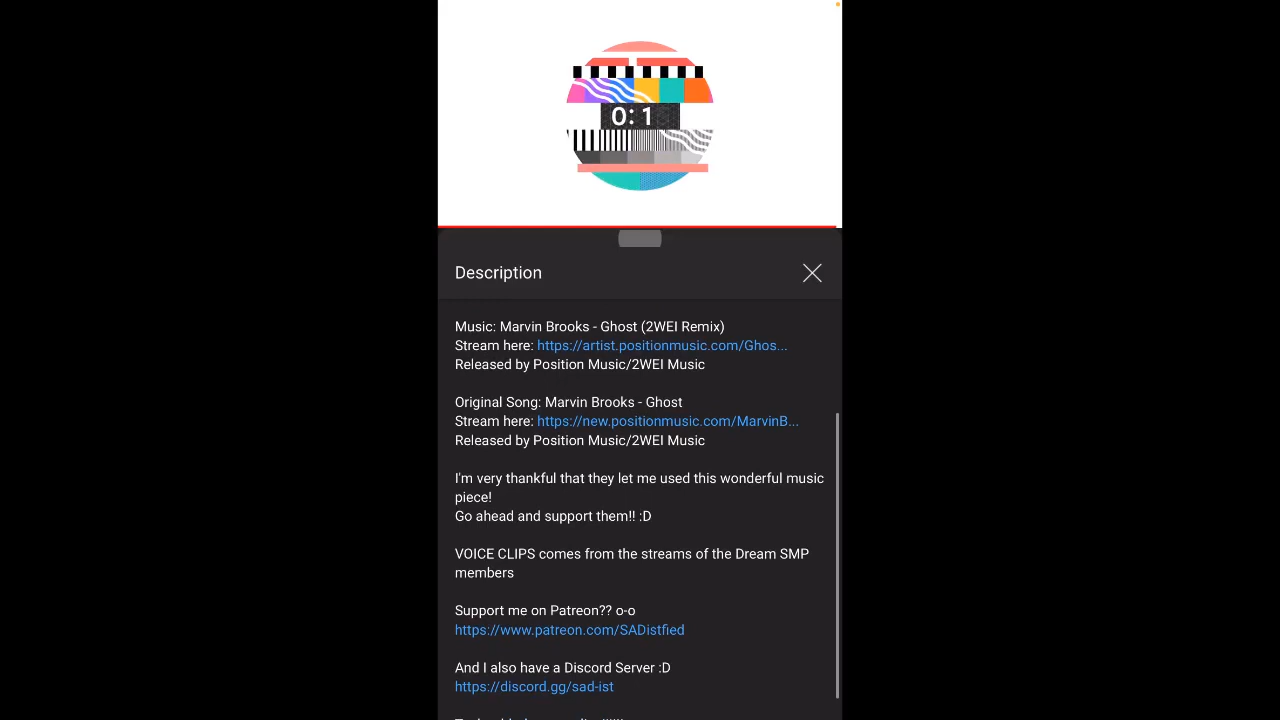 0: 1
Description
Music: Marvin Brooks - Ghost (2WEI Remix)
Stream here: https://artist.positionmusic.com/Ghos...
Released by Position Music/2WEI Music
Original Song: Marvin Brooks - Ghost
Stream here: https://new.positionmusic.com/MarvinB...
Released by Position Music/2WEI Music
I'm very thankful that they let me used this wonderful music
piece!
Go ahead and support them!! :D
VOICE CLIPS comes from the streams of the Dream SMP
members
Support me on Patreon?? o-o
https://www.patreon.com/SADistfied
And I also have a Discord Server :D
https://discord.gg/sad-ist